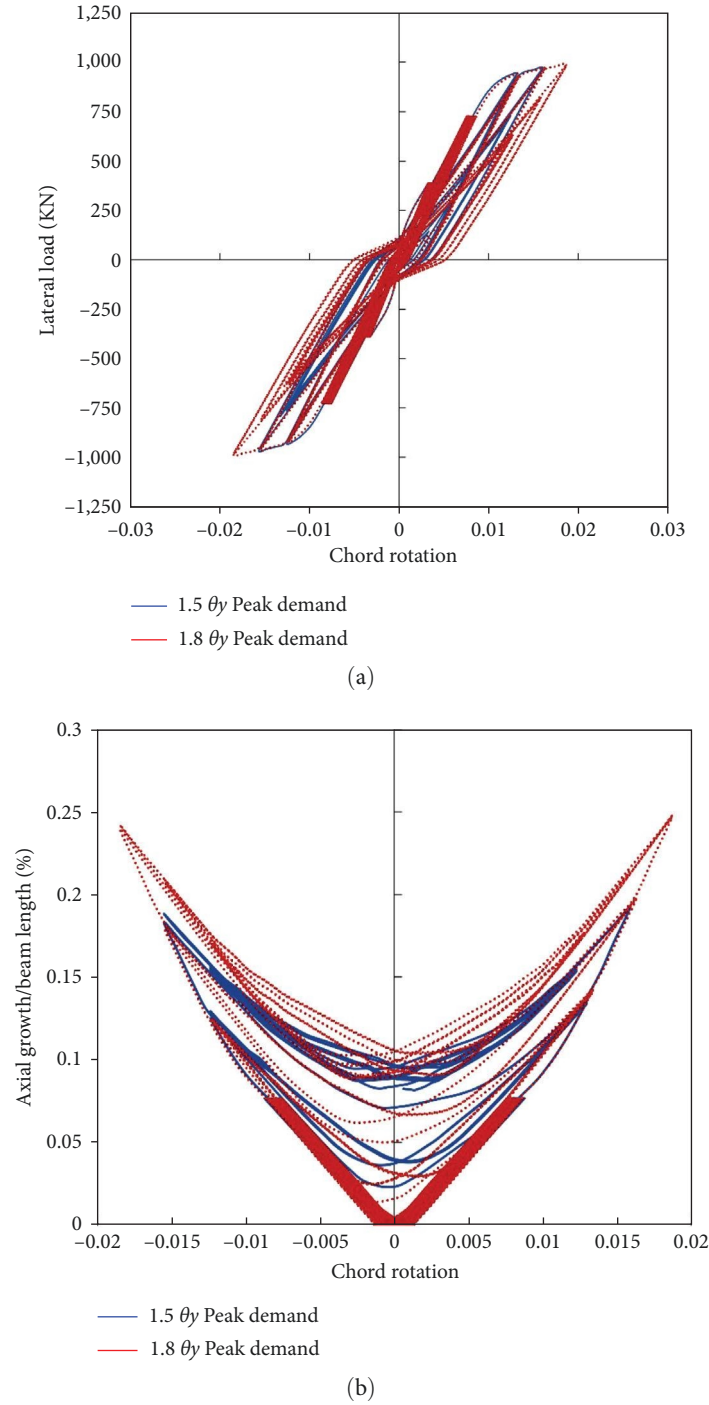 1,250
1,000
750
500
250
0
−250
−500
−750
−1,000
−1,250
Lateral load (KN)
−0.03 −0.02 −0.01 0 0.01 0.02 0.03
Chord rotation
1.5 θy Peak demand
1.8 θy Peak demand
(a)
0.3
0.25
0.2
0.15
0.1
0.05
0
Axial growth/beam length (%)
−0.02 −0.015 −0.01 −0.005 0 0.005 0.01 0.015 0.02
Chord rotation
1.5 θy Peak demand
1.8 θy Peak demand
(b)